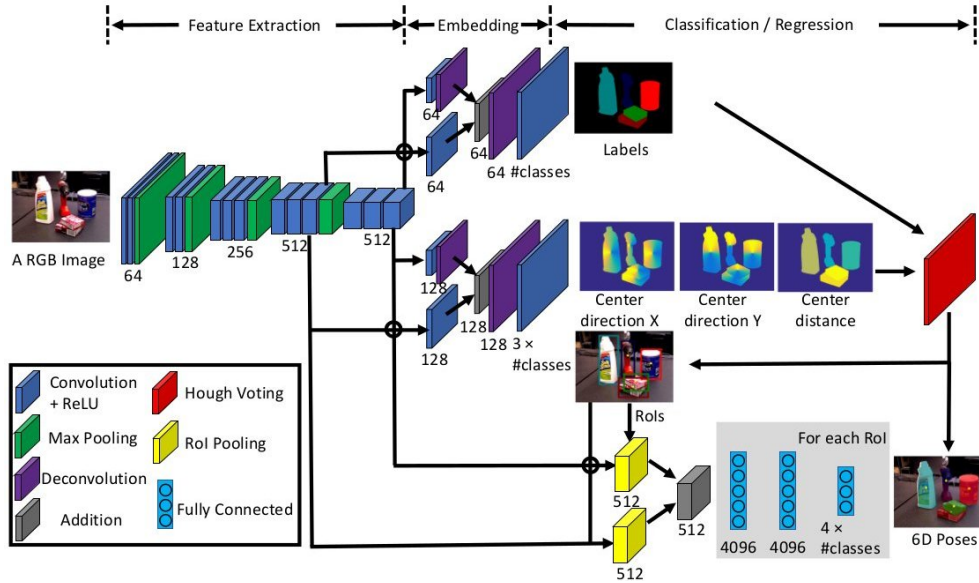 Feature Extraction
Embedding
Classification / Regression
64
64
64
64
#classes
Labels
A RGB Image
64
128
256
512
512
128
128
128
128
3 ×
#classes
Center
direction X
Center
direction Y
Center
distance
RoIs
Convolution
+ ReLU
Hough Voting
Max Pooling
RoI Pooling
Deconvolution
Fully Connected
Addition
512
512
512
For each RoI
4096
4096
4 ×
#classes
6D Poses